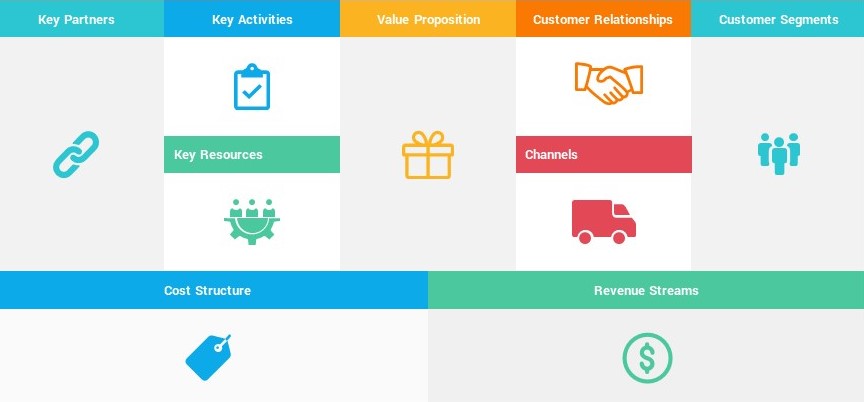 Key Partners
Key Activities
Value Proposition
Customer Relationships
Customer Segments
Key Resources
Channels
Cost Structure
Revenue Streams